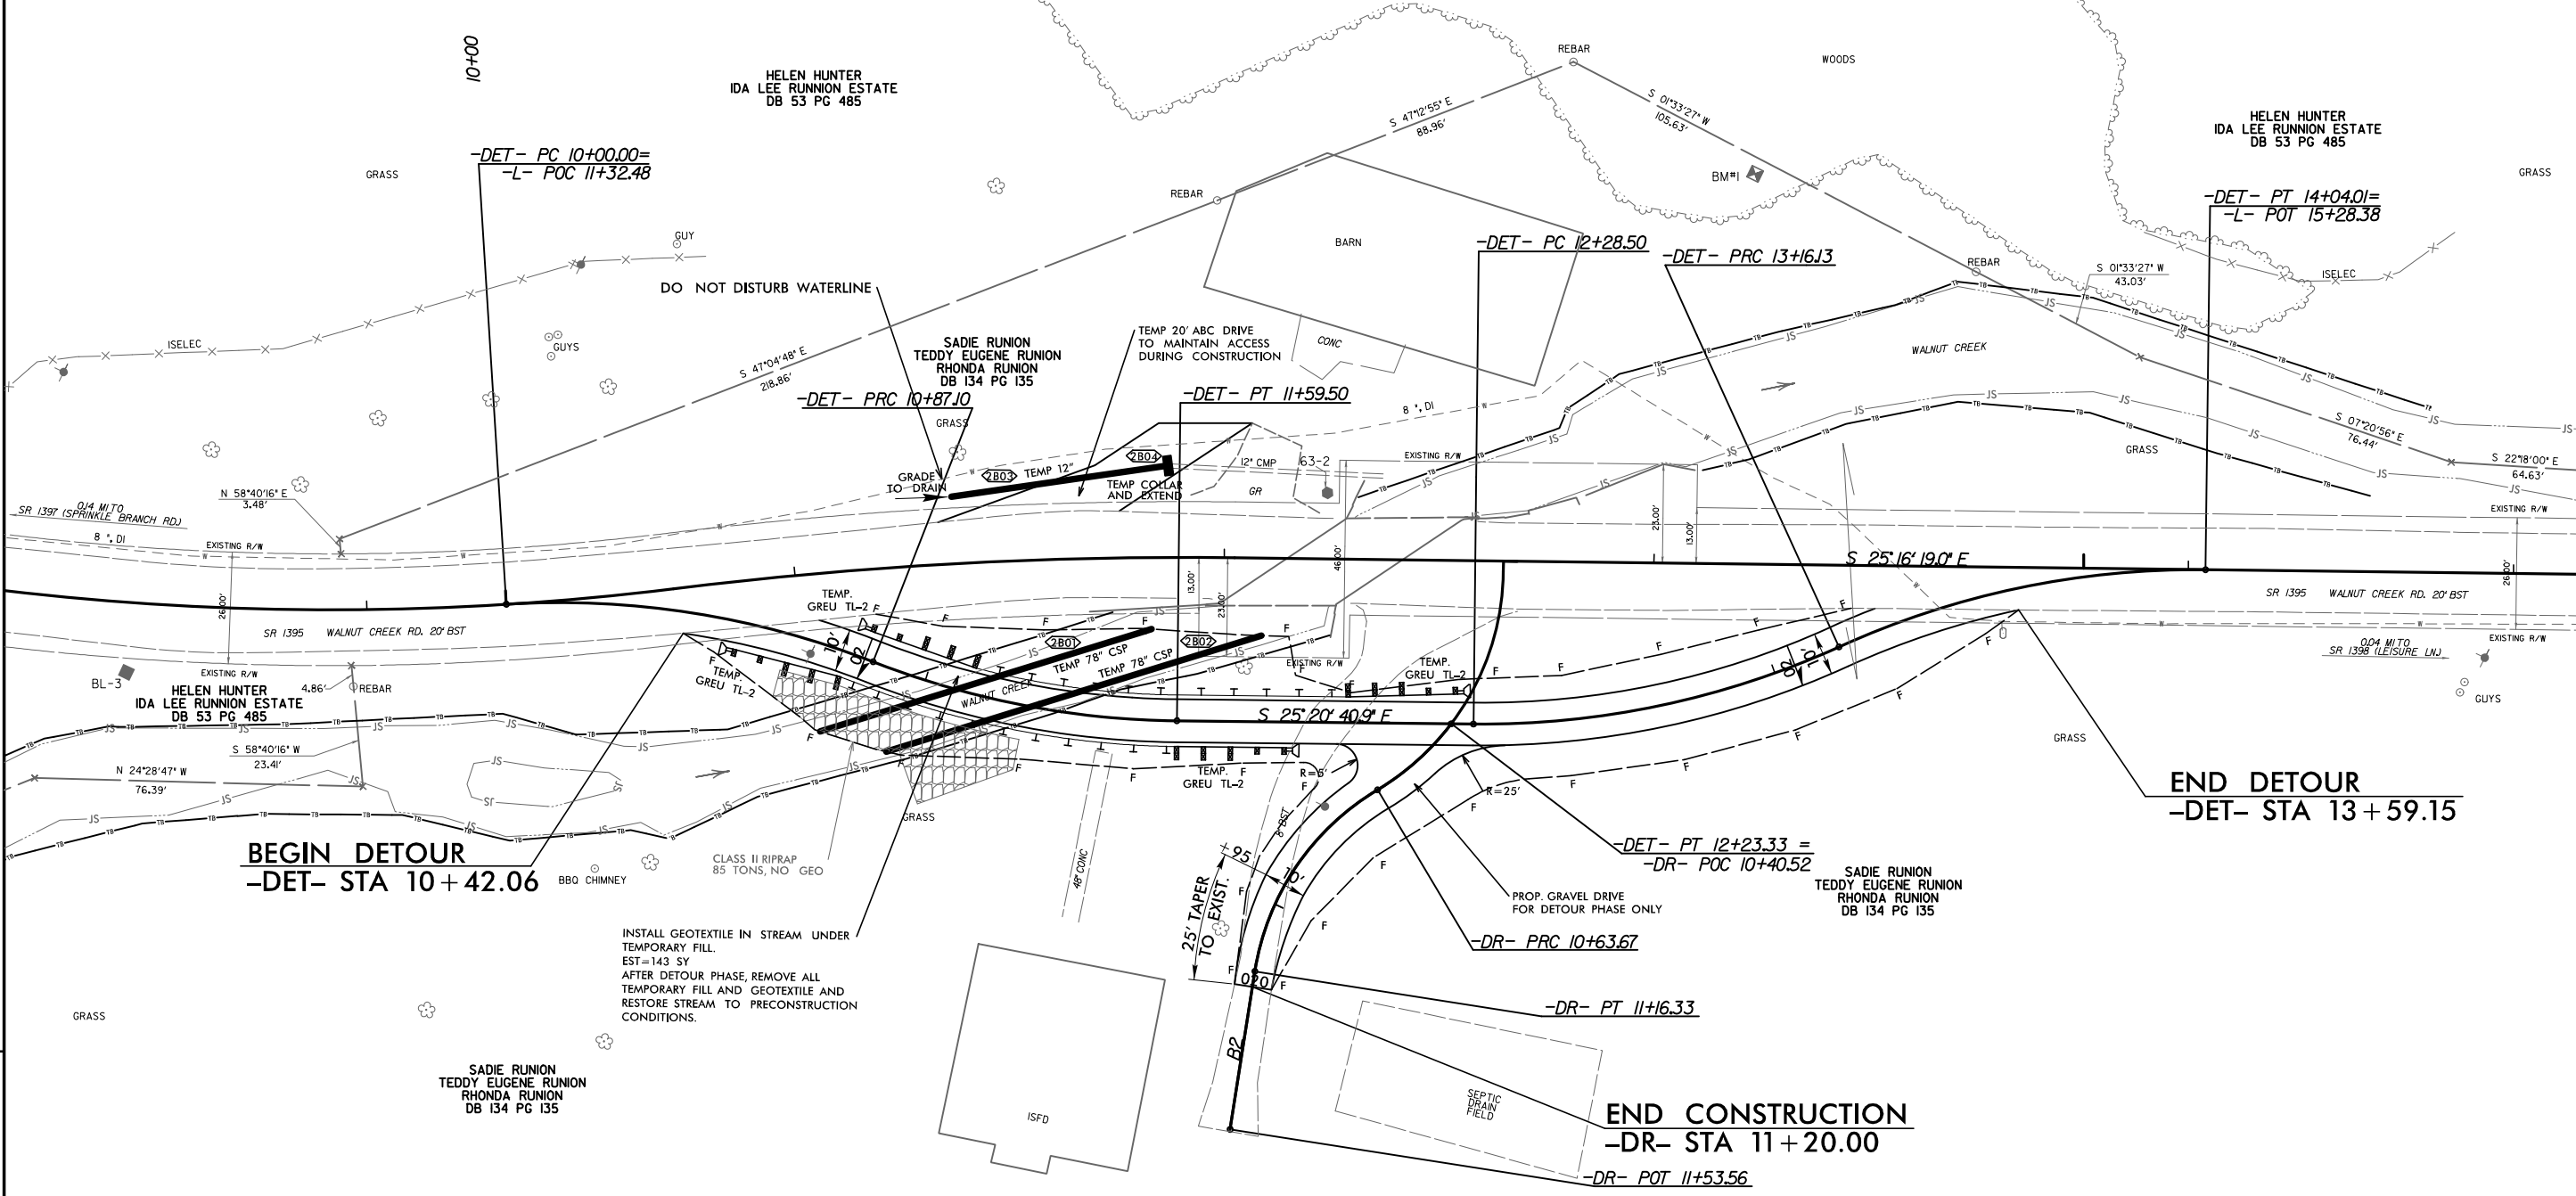 10+00
HELEN HUNTER
IDA LEE RUNNION ESTATE
DB 53 PG 485
REBAR
WOODS
S 47°12'55" E
88.96'
S 01°33'27" W
105.63'
HELEN HUNTER
IDA LEE RUNNION ESTATE
DB 53 PG 485
GRASS
-DET- PC 10+00.00=
-L- POC 11+32.48
GRASS
REBAR
BM#1
-DET- PT 14+04.01=
-L- POT 15+28.38
GUY
BARN
-DET- PC 12+28.50
-DET- PRC 13+16.13
REBAR
S 01°33'27" W
43.03'
ISELEC
DO NOT DISTURB WATERLINE
ISELEC
GUYS
SADIE RUNION
TEDDY EUGENE RUNION
RHONDA RUNION
DB 134 PG 135
TEMP 20' ABC DRIVE
TO MAINTAIN ACCESS
DURING CONSTRUCTION
CONC
WALNUT CREEK
S 47°04'48" E
218.86'
-DET- PRC 10+87.10
-DET- PT 11+59.50
GRASS
8 ", DI
S 07°20'56" E
76.44'
GRASS
S 22°18'00" E
64.63'
GRADE
TO DRAIN
2B03
TEMP 12"
2B04
TEMP COLLAR
AND EXTEND
12" CMP
63-2
GR
EXISTING R/W
N 58°40'16" E
3.48'
0.14 MI TO
SR 1397 (SPRINKLE BRANCH RD.)
8 ", DI
EXISTING R/W
26.00'
13.00'
23.00'
46.00'
23.00'
13.00'
EXISTING R/W
S 25°16'19.0" E
26.00'
SR 1395 WALNUT CREEK RD. 20' BST
SR 1395 WALNUT CREEK RD. 20' BST
TEMP.
GREU TL-2
10'
02
2B01
2B02
TEMP 78" CSP
TEMP 78" CSP
WALNUT CREEK
EXISTING R/W
TEMP.
GREU TL-2
02
10'
0.04 MI TO
SR 1398 (LEISURE LN.)
EXISTING R/W
GUYS
EXISTING R/W
BL-3
HELEN HUNTER
IDA LEE RUNNION ESTATE
DB 53 PG 485
4.86'
REBAR
TEMP.
GREU TL-2
S 25°20'40.9" E
S 58°40'16" W
23.41'
N 24°28'47" W
76.39'
TEMP.
GREU TL-2
R=5'
R=25'
GRASS
END DETOUR
-DET- STA 13+59.15
GRASS
8' BST
BEGIN DETOUR
-DET- STA 10+42.06
BBQ CHIMNEY
CLASS II RIPRAP
85 TONS, NO GEO
48" CONC
+95
10'
25' TAPER
TO EXIST.
-DET- PT 12+23.33 =
-DR- POC 10+40.52
SADIE RUNION
TEDDY EUGENE RUNION
RHONDA RUNION
DB 134 PG 135
PROP. GRAVEL DRIVE
FOR DETOUR PHASE ONLY
INSTALL GEOTEXTILE IN STREAM UNDER
TEMPORARY FILL.
EST=143 SY
AFTER DETOUR PHASE, REMOVE ALL
TEMPORARY FILL AND GEOTEXTILE AND
RESTORE STREAM TO PRECONSTRUCTION
CONDITIONS.
-DR- PRC 10+63.67
020
-DR- PT 11+16.33
GRASS
B2
SADIE RUNION
TEDDY EUGENE RUNION
RHONDA RUNION
DB 134 PG 135
ISFD
SEPTIC
DRAIN
FIELD
END CONSTRUCTION
-DR- STA 11+20.00
-DR- POT 11+53.56